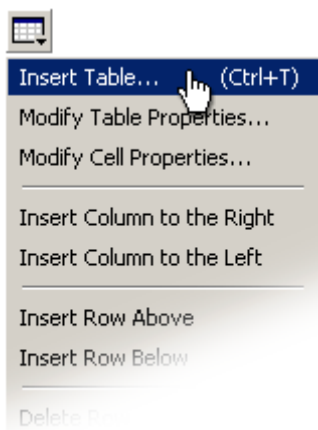 Insert Table... (Ctrl+T)
Modify Table Properties...
Modify Cell Properties...
Insert Column to the Right
Insert Column to the Left
Insert Row Above
Insert Row Below
Delete